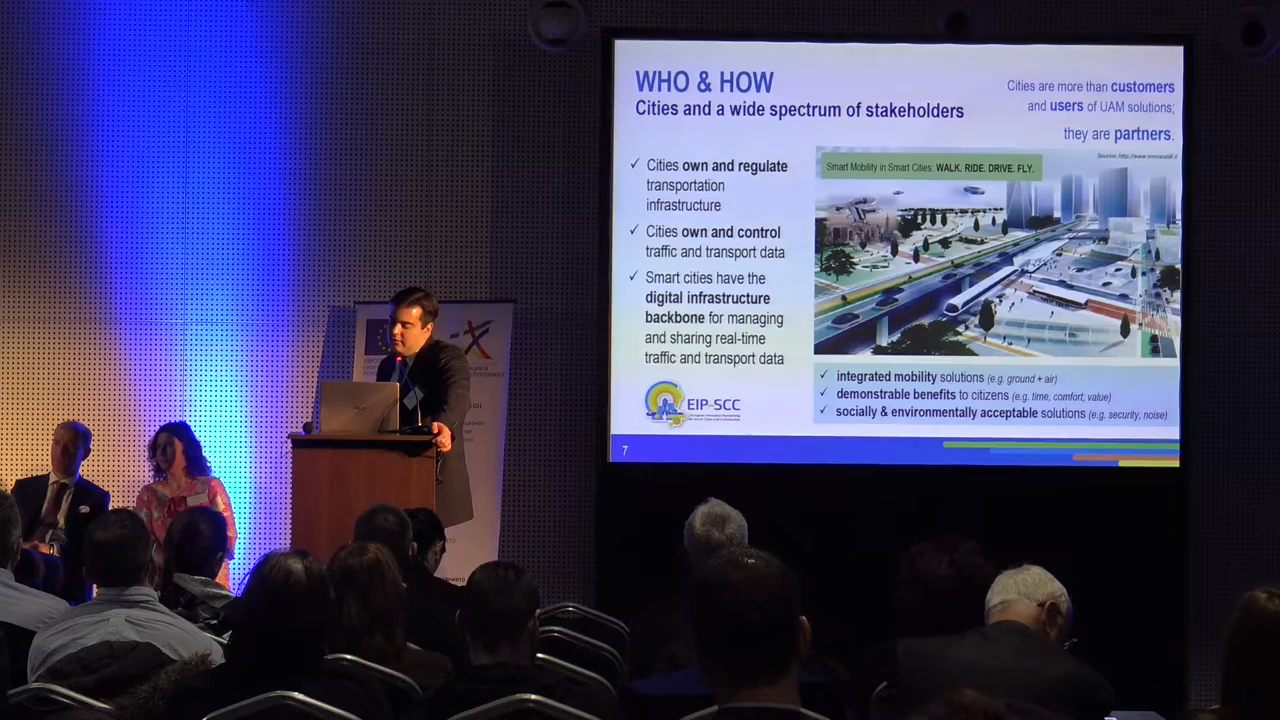 WHO & HOW
Cities and a wide spectrum of stakeholders
Cities are more than customers
and users of UAM solutions;
they are partners.
✓ Cities own and regulate
transportation
infrastructure
✓ Cities own and control
traffic and transport data
✓ Smart cities have the
digital infrastructure
backbone for managing
and sharing real-time
traffic and transport data
Smart Mobility in Smart Cities: WALK. RIDE. DRIVE. FLY.
✓ integrated mobility solutions (e.g. ground + air)
✓ demonstrable benefits to citizens (e.g. time, comfort, value)
✓ socially & environmentally acceptable solutions (e.g. security, noise)
EIP-SCC
7